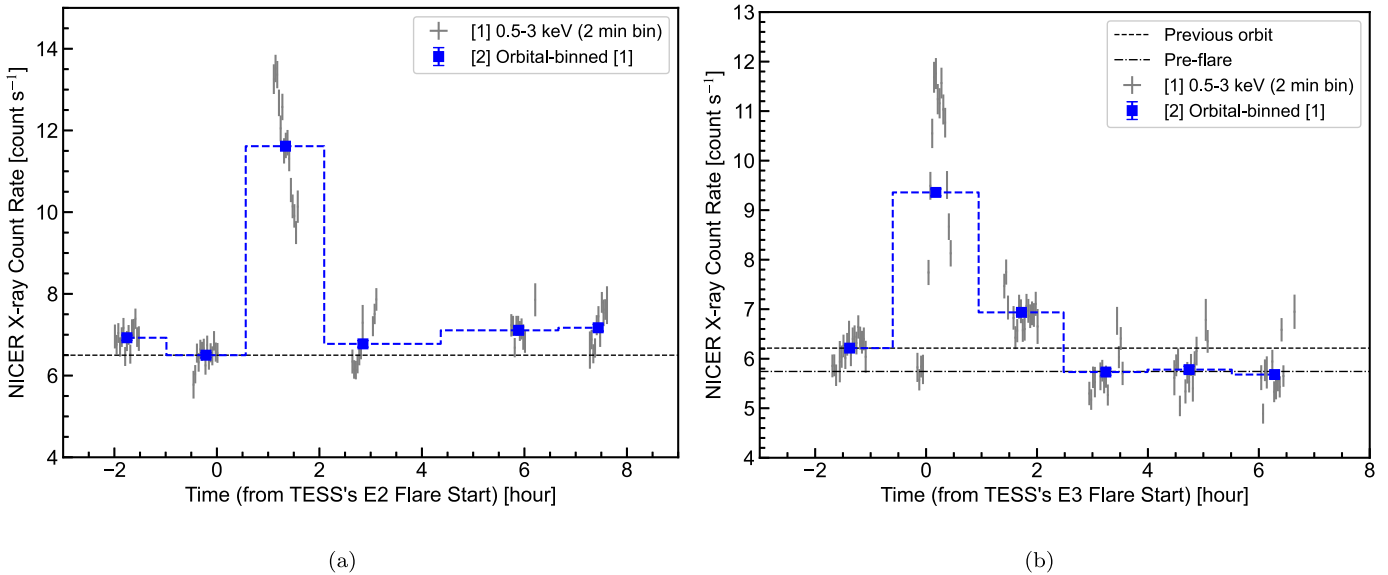 [1] 0.5-3 keV (2 min bin)
[2] Orbital-binned [1]
NICER X-ray Count Rate [count s⁻¹]
14
12
10
8
6
4
−2
0
2
4
6
8
Time (from TESS's E2 Flare Start) [hour]
(a)
Previous orbit
Pre-flare
[1] 0.5-3 keV (2 min bin)
[2] Orbital-binned [1]
NICER X-ray Count Rate [count s⁻¹]
13
12
11
10
9
8
7
6
5
4
−2
0
2
4
6
8
Time (from TESS's E3 Flare Start) [hour]
(b)